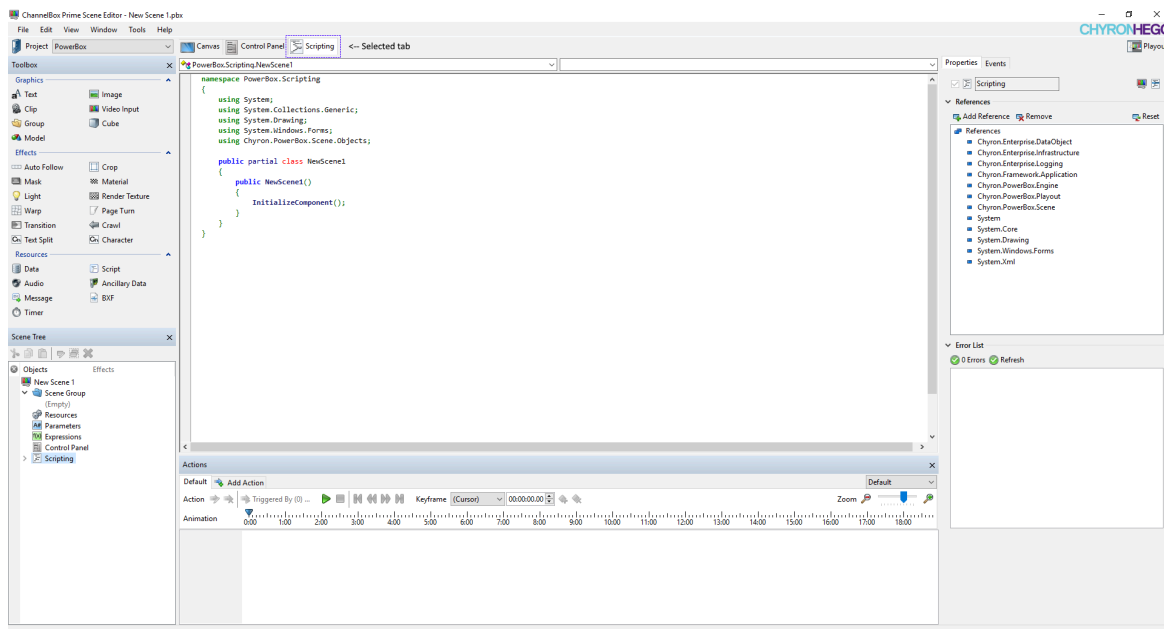 ChannelBox Prime Scene Editor - New Scene 1.pbx
File Edit View Window Tools Help
CHYRONHEGO
Project PowerBox
Canvas Control Panel Scripting <-- Selected tab
Playou
Toolbox
Graphics
Text Image
Clip Video Input
Group Cube
Model
Effects
Auto Follow Crop
Mask Material
Light Render Texture
Warp Page Turn
Transition Crawl
Text Split Character
Resources
Data Script
Audio Ancillary Data
Message BXF
Timer
Scene Tree
Objects Effects
New Scene 1
Scene Group
(Empty)
Resources
Parameters
Expressions
Control Panel
Scripting
PowerBox.Scripting.NewScene1
namespace PowerBox.Scripting
{
using System;
using System.Collections.Generic;
using System.Drawing;
using System.Windows.Forms;
using Chyron.PowerBox.Scene.Objects;
public partial class NewScene1
{
public NewScene1()
{
InitializeComponent();
}
}
}
Actions
Default Add Action
Default
Action Triggered By (0) ... Keyframe (Cursor) 00:00:00.00 Zoom
Animation 0:00 1:00 2:00 3:00 4:00 5:00 6:00 7:00 8:00 9:00 10:00 11:00 12:00 13:00 14:00 15:00 16:00 17:00 18:00
Properties Events
Scripting
References
Add Reference Remove Reset
References
Chyron.Enterprise.DataObject
Chyron.Enterprise.Infrastructure
Chyron.Enterprise.Logging
Chyron.Framework.Application
Chyron.PowerBox.Engine
Chyron.PowerBox.Playout
Chyron.PowerBox.Scene
System
System.Core
System.Drawing
System.Windows.Forms
System.Xml
Error List
0 Errors Refresh